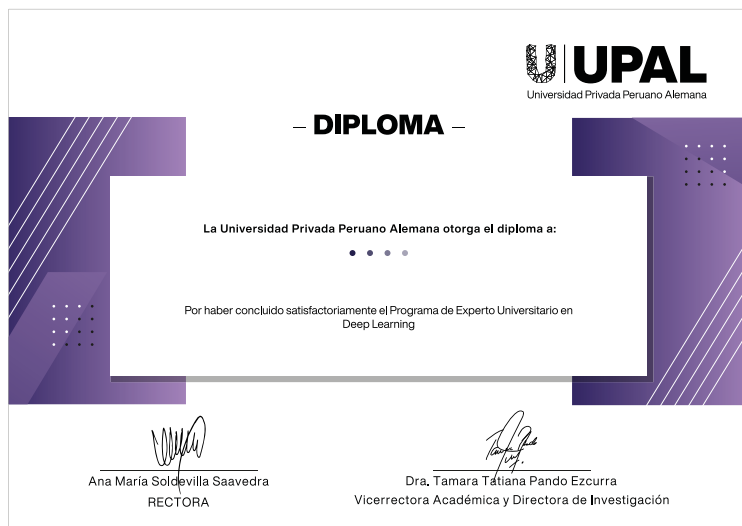 UPAL
Universidad Privada Peruano Alemana
– DIPLOMA –
La Universidad Privada Peruano Alemana otorga el diploma a:
Por haber concluido satisfactoriamente el Programa de Experto Universitario en
Deep Learning
Ana María Soldevilla Saavedra
RECTORA
Dra. Tamara Tatiana Pando Ezcurra
Vicerrectora Académica y Directora de Investigación